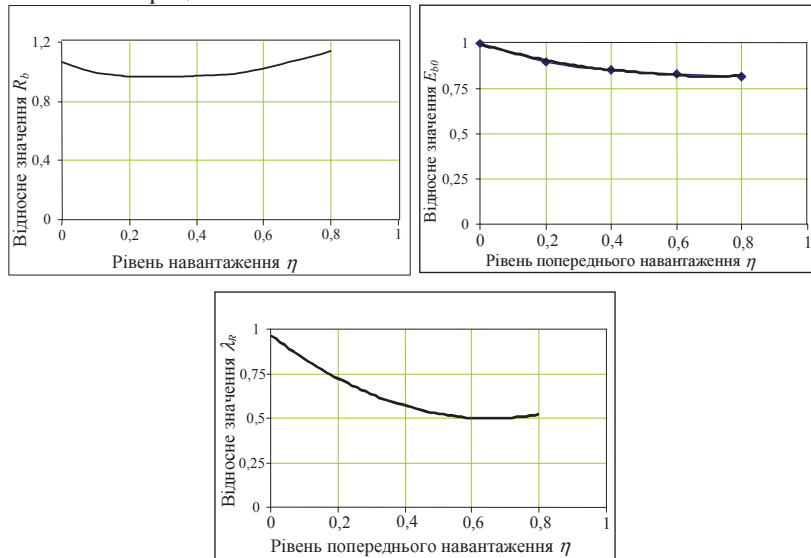 Відносне значення R_b
1,2
0,8
0,4
0
0 0,2 0,4 0,6 0,8 1
Рівень навантаження η
Відносне значення E_b0
1
0,75
0,5
0,25
0
0 0,2 0,4 0,6 0,8 1
Рівень попереднього навантаження η
Відносне значення λ_R
1
0,75
0,5
0,25
0
0 0,2 0,4 0,6 0,8 1
Рівень попереднього навантаження η